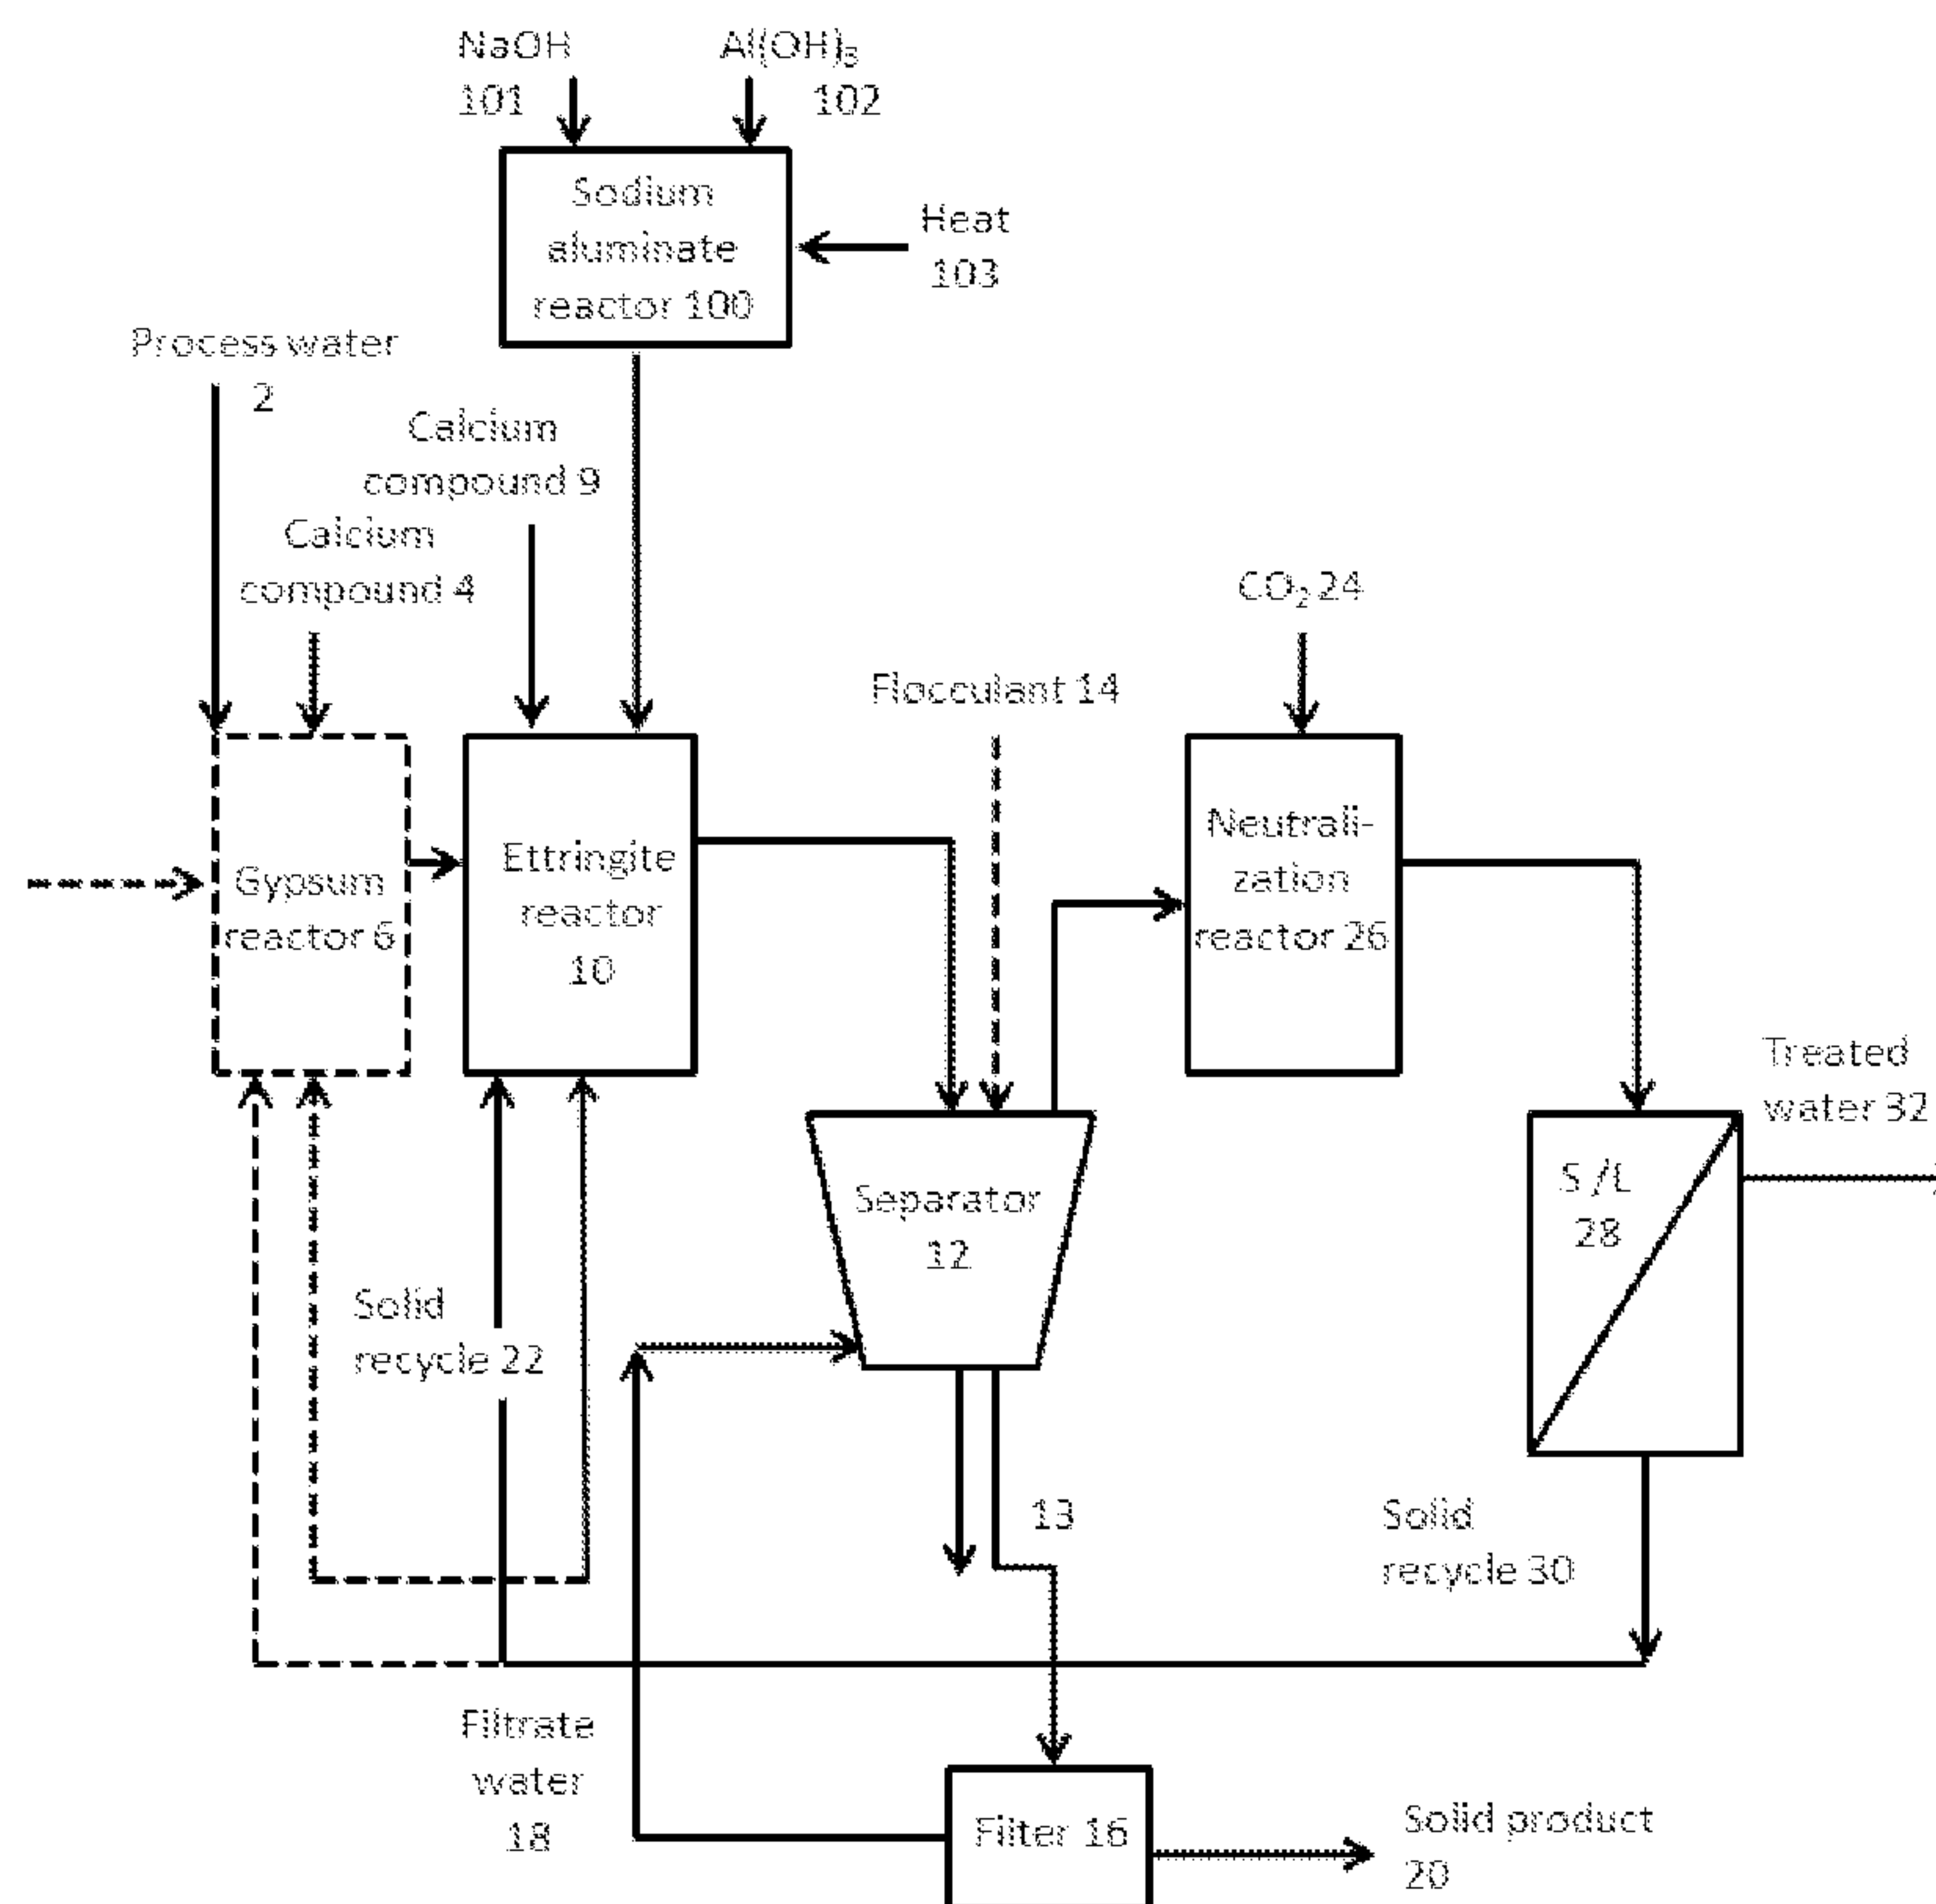 NaOH
101
Al(OH)3
102
Sodium
aluminate
reactor 100
Heat
103
Process water
2
Calcium
compound 9
Calcium
compound 4
CO2 24
Flocculant 14
Gypsum
reactor 6
Ettringite
reactor
10
Neutrali-
zation
reactor 26
Treated
water 32
Separator
12
S /L
28
Solid
recycle 22
13
Solid
recycle 30
Filtrate
water
18
Filter 16
Solid product
20